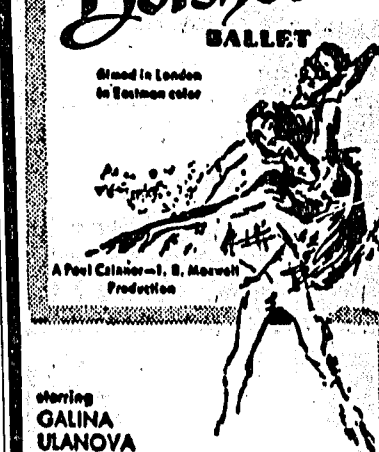 BALLET
filmed in London
in Eastman color
A Paul Czinner—I. R. Maxwell
Production
starring
GALINA
ULANOVA